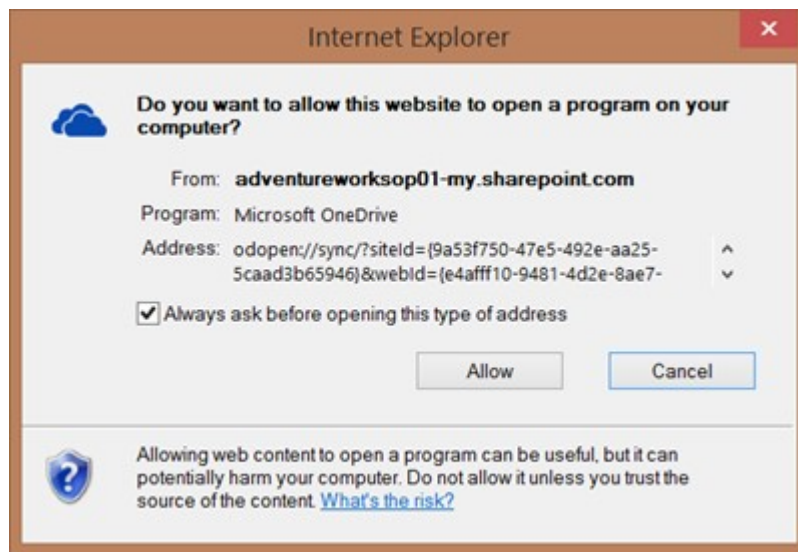 Internet Explorer
Do you want to allow this website to open a program on your
computer?
From: adventureworksop01-my.sharepoint.com
Program: Microsoft OneDrive
Address: odopen://sync/?siteId={9a53f750-47e5-492e-aa25-
5caad3b65946}&webId={e4afff10-9481-4d2e-8ae7-
Always ask before opening this type of address
Allow Cancel
Allowing web content to open a program can be useful, but it can
potentially harm your computer. Do not allow it unless you trust the
source of the content. What's the risk?